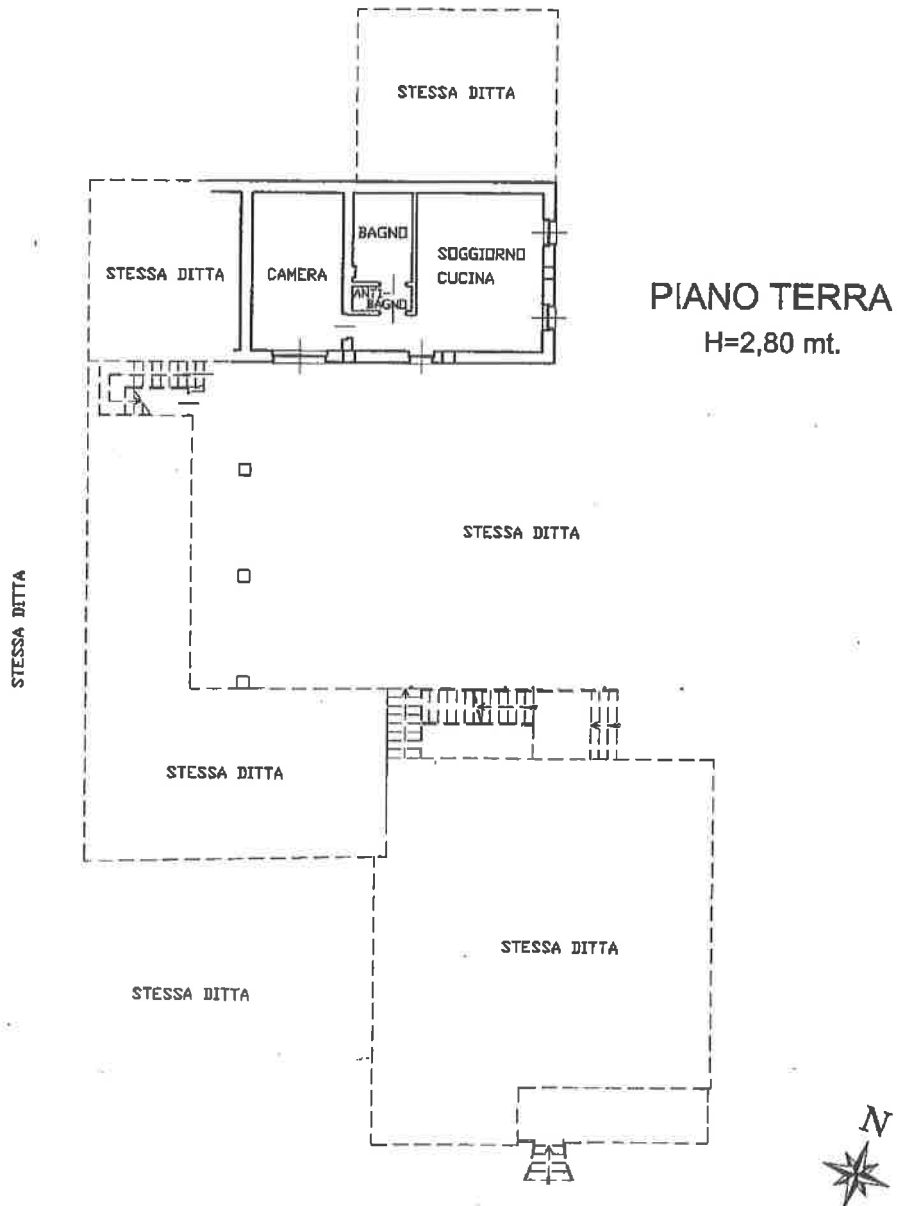 STESSA DITTA
BAGNO
SOGGIORNO
CUCINA
STESSA DITTA
CAMERA
ANTI
BAGNO
PIANO TERRA
H=2,80 mt.
STESSA DITTA
STESSA DITTA
STESSA DITTA
STESSA DITTA
STESSA DITTA
N